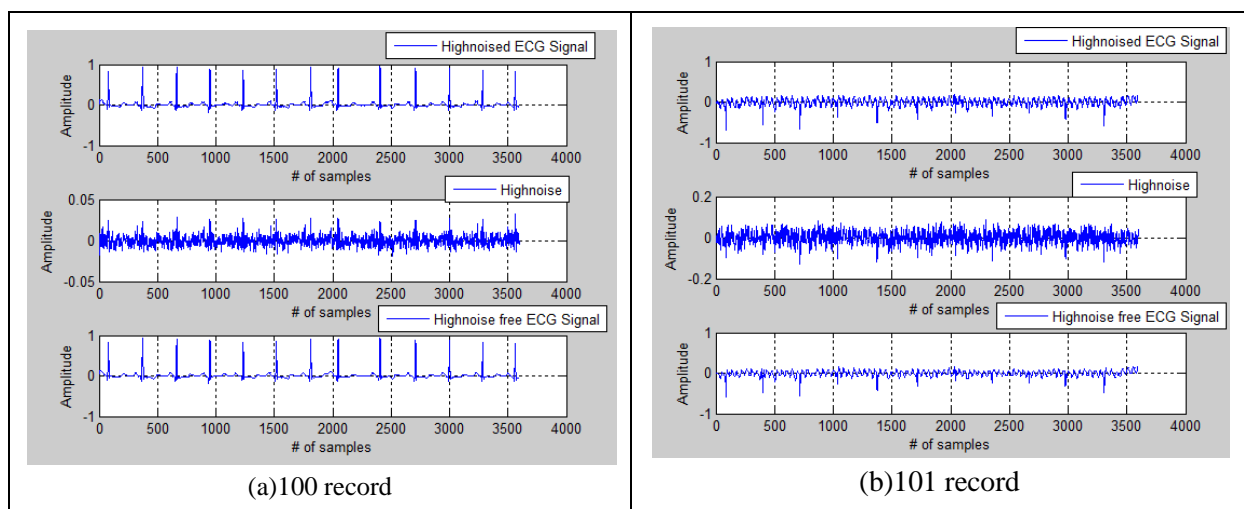 Highnoised ECG Signal
1
0
-1
Amplitude
0 500 1000 1500 2000 2500 3000 3500 4000
# of samples
Highnoise
0.05
0
-0.05
Amplitude
0 500 1000 1500 2000 2500 3000 3500 4000
# of samples
Highnoise free ECG Signal
1
0
-1
Amplitude
0 500 1000 1500 2000 2500 3000 3500 4000
# of samples
(a)100 record
Highnoised ECG Signal
1
0
-1
Amplitude
0 500 1000 1500 2000 2500 3000 3500 4000
# of samples
Highnoise
0.2
0
-0.2
Amplitude
0 500 1000 1500 2000 2500 3000 3500 4000
# of samples
Highnoise free ECG Signal
1
0
-1
Amplitude
0 500 1000 1500 2000 2500 3000 3500 4000
# of samples
(b)101 record